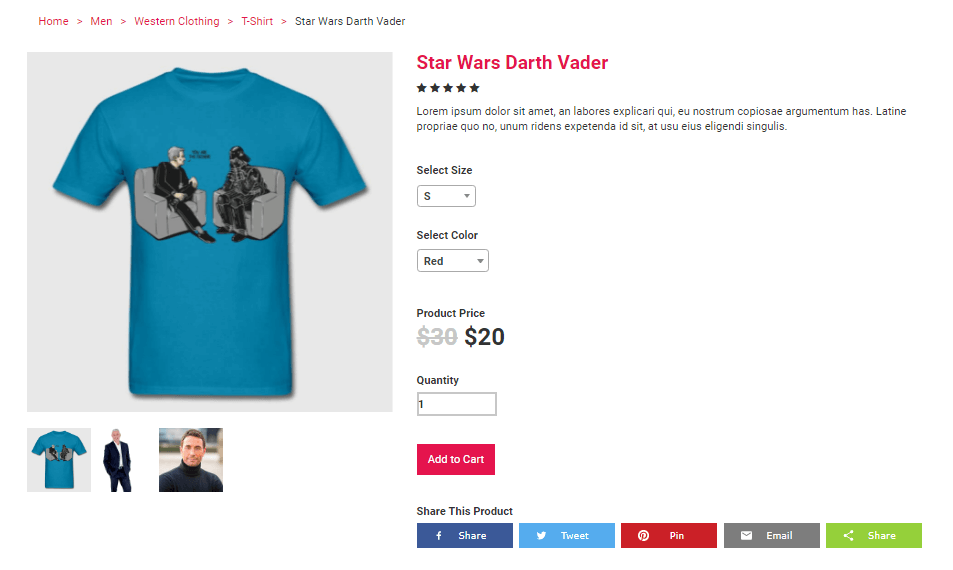 Home > Men > Western Clothing > T-Shirt > Star Wars Darth Vader
Star Wars Darth Vader
Lorem ipsum dolor sit amet, an labores explicari qui, eu nostrum copiosae argumentum has. Latine
propriae quo no, unum ridens expetenda id sit, at usu eius eligendi singulis.
Select Size
S
Select Color
Red
Product Price
$30 $20
Quantity
1
Add to Cart
Share This Product
Share Tweet Pin Email Share